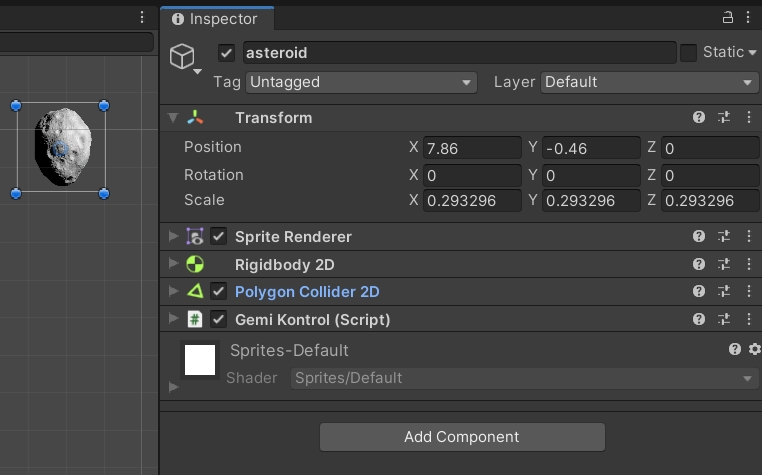 Inspector
asteroid
Static
Tag Untagged Layer Default
Transform
Position X 7.86 Y -0.46 Z 0
Rotation X 0 Y 0 Z 0
Scale X 0.293296 Y 0.293296 Z 0.293296
Sprite Renderer
Rigidbody 2D
Polygon Collider 2D
# Gemi Kontrol (Script)
Sprites-Default
Shader Sprites/Default
Add Component